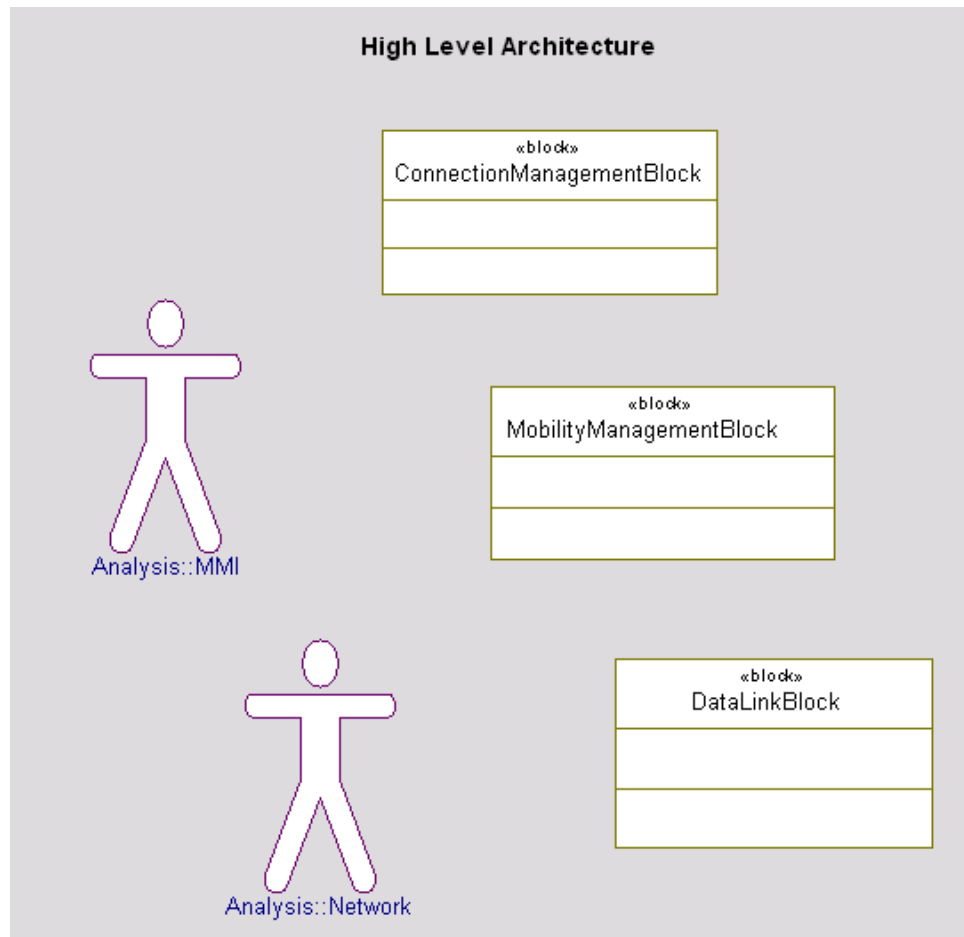 High Level Architecture
«block»
ConnectionManagementBlock
«block»
MobilityManagementBlock
Analysis::MMI
«block»
DataLinkBlock
Analysis::Network